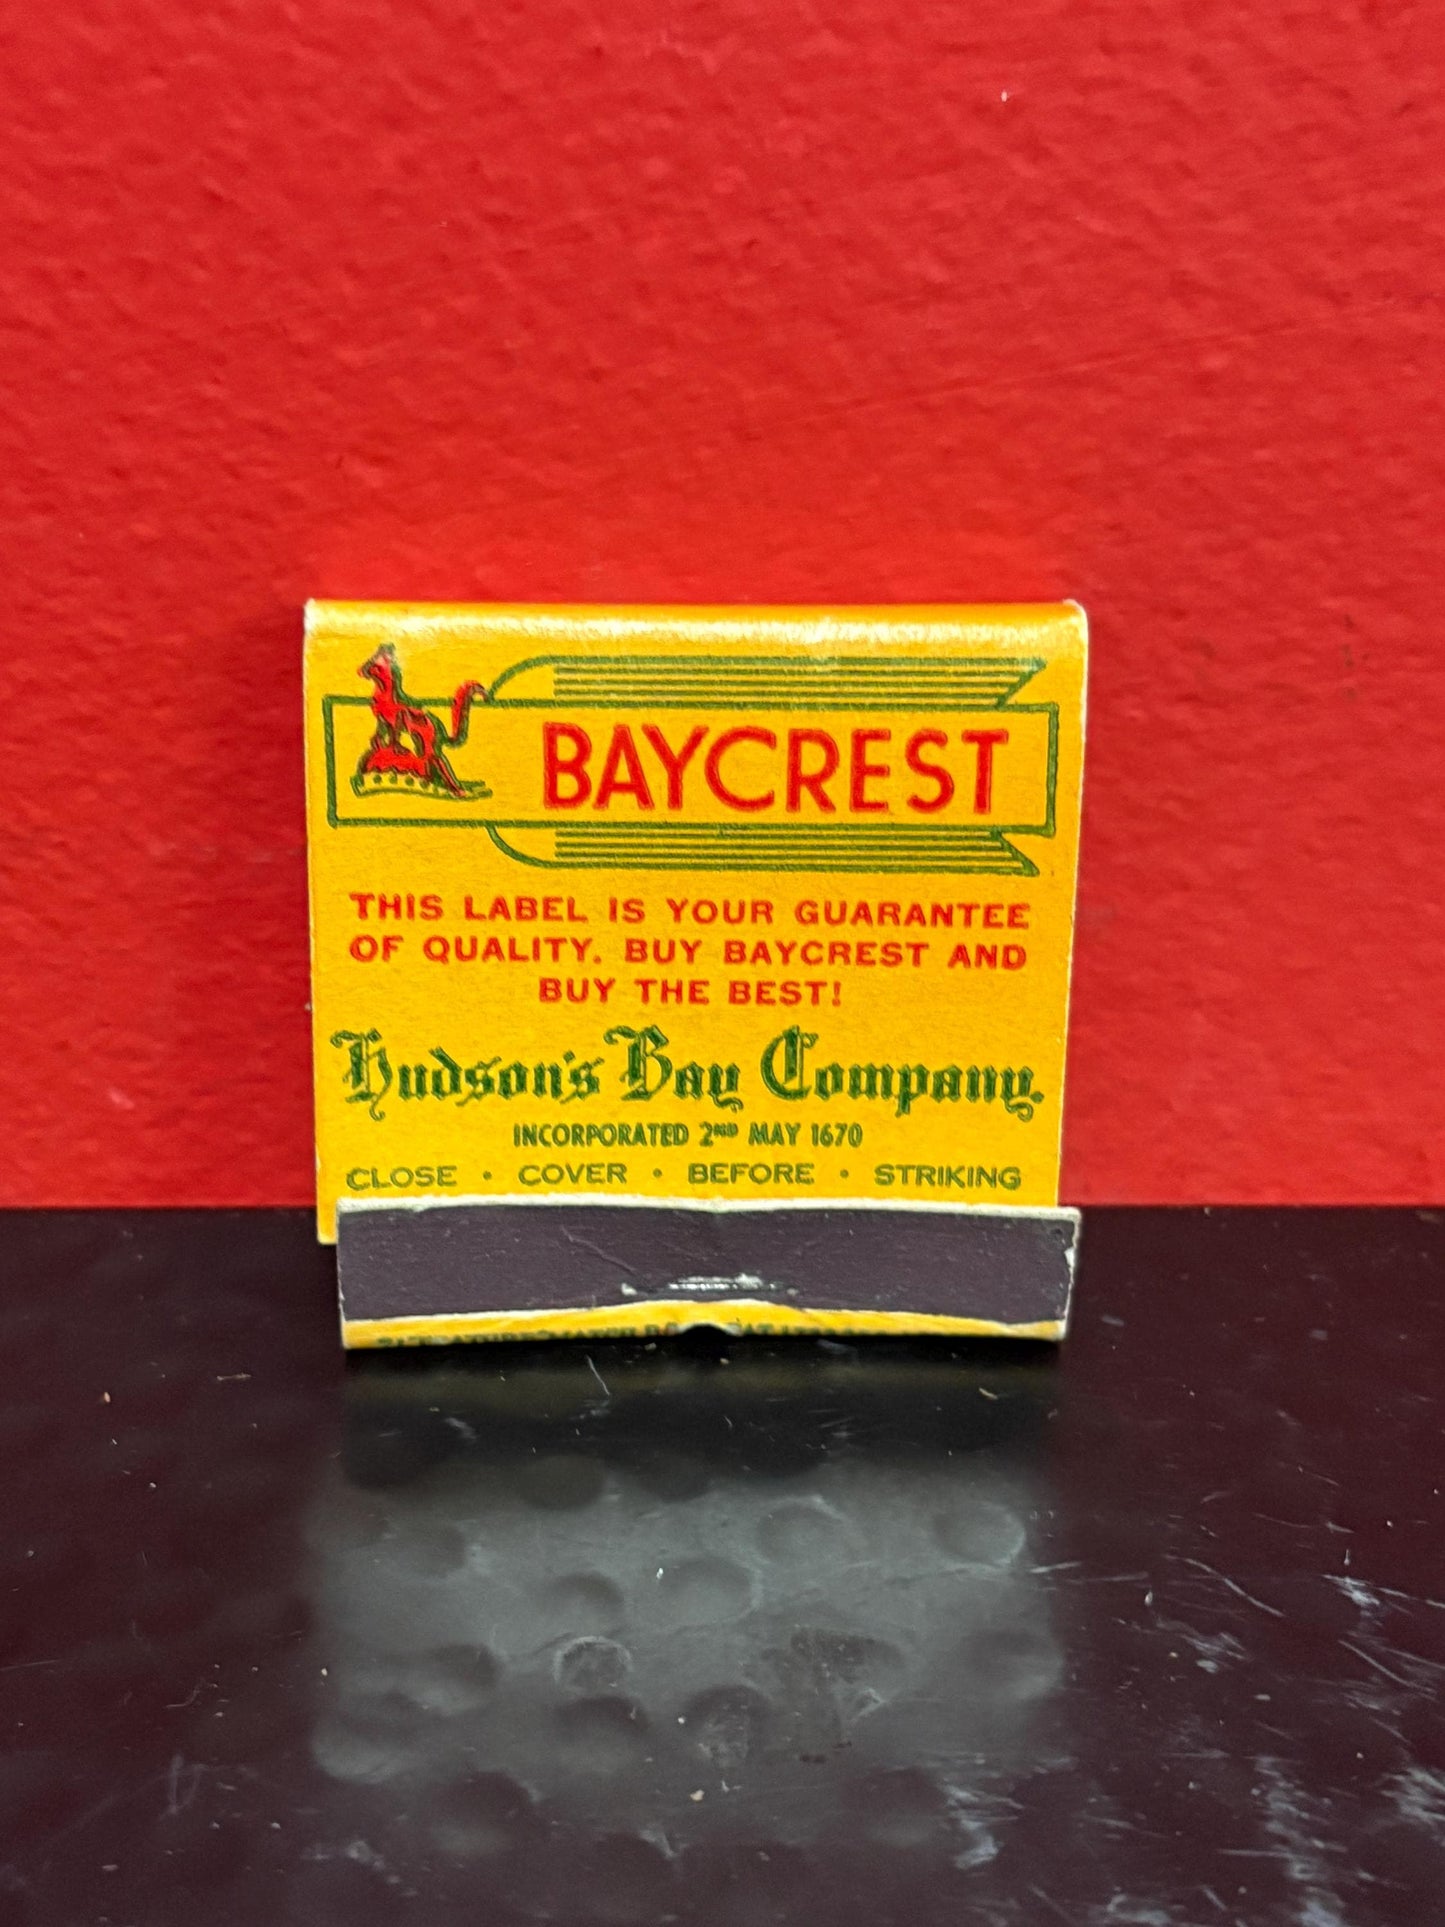 BAYCREST
THIS LABEL IS YOUR GUARANTEE
OF QUALITY. BUY BAYCREST AND
BUY THE BEST!
Hudson's Bay Company.
INCORPORATED 2ND MAY 1670
CLOSE · COVER · BEFORE · STRIKING